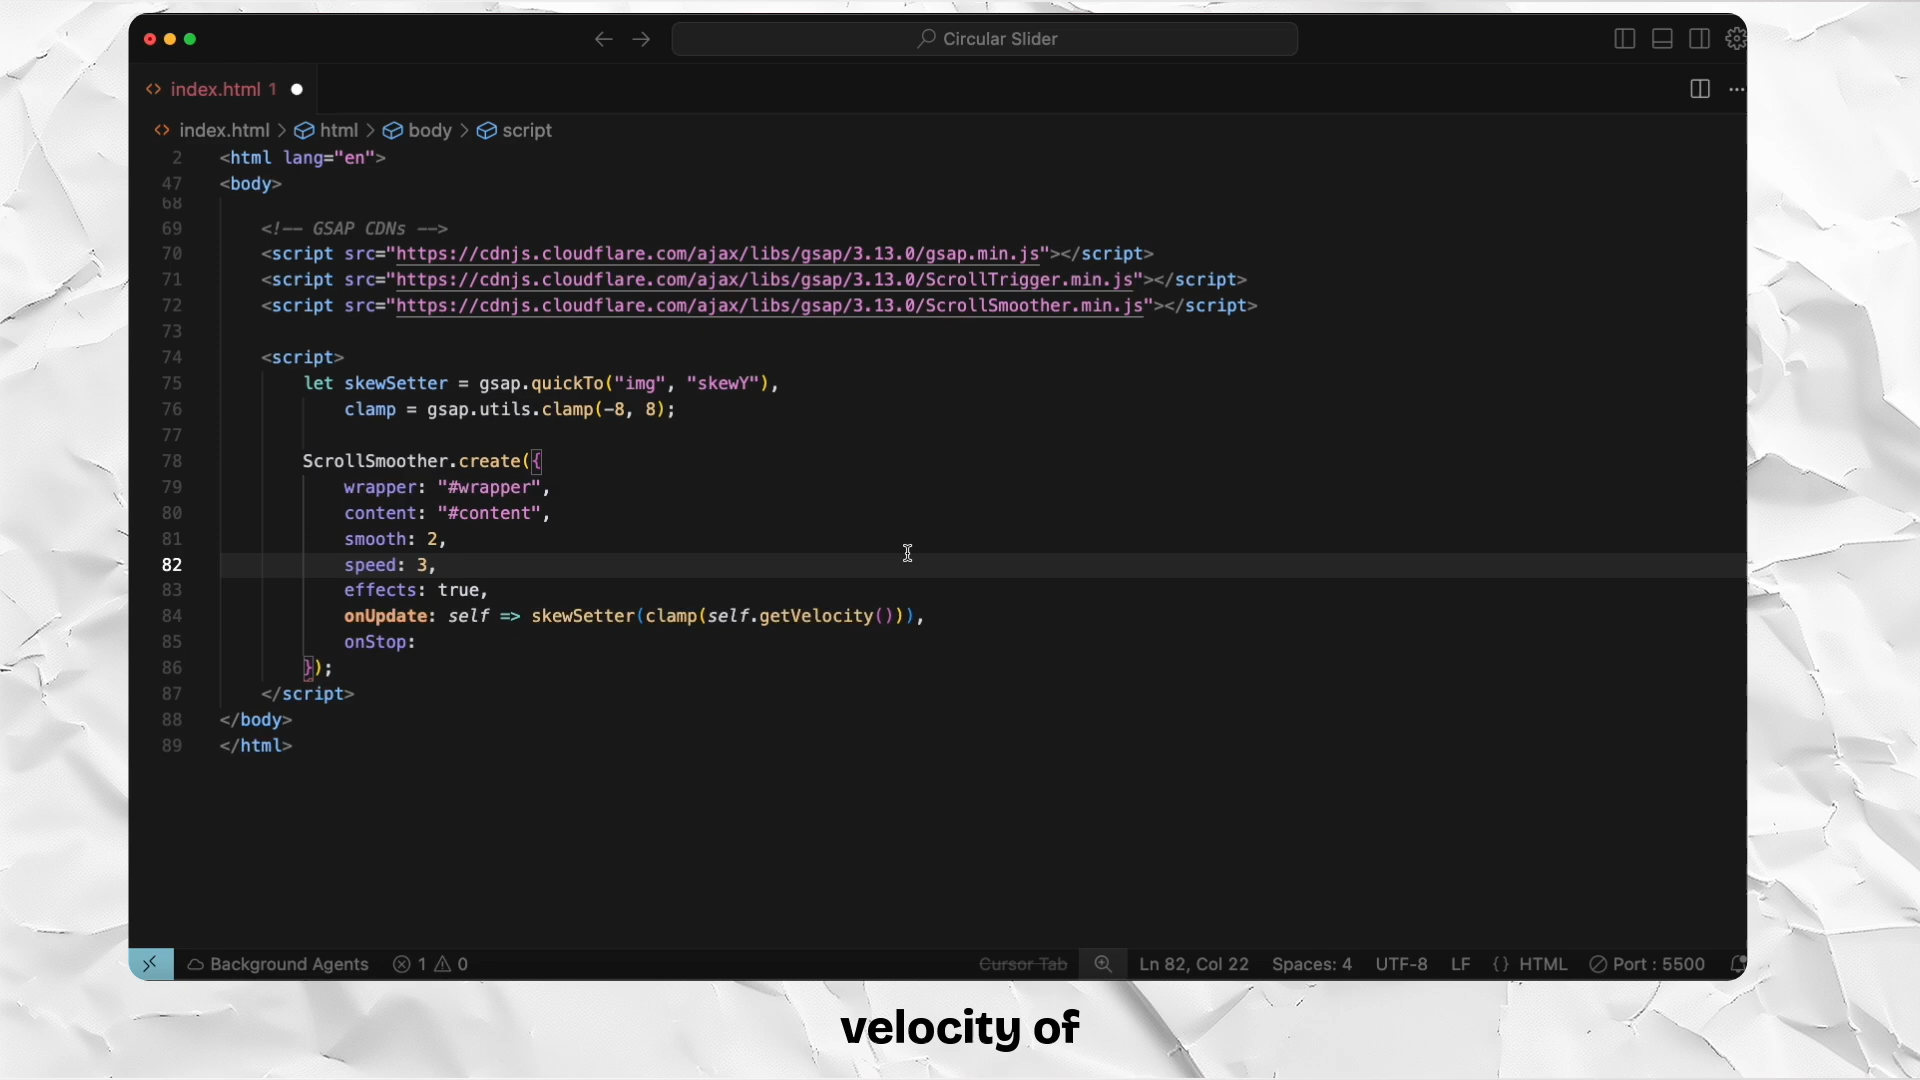 Circular Slider
index.html 1
index.html > html > body > script
2 <html lang="en">
47 <body>
68
69 <!-- GSAP CDNs -->
70 <script src="https://cdnjs.cloudflare.com/ajax/libs/gsap/3.13.0/gsap.min.js"></script>
71 <script src="https://cdnjs.cloudflare.com/ajax/libs/gsap/3.13.0/ScrollTrigger.min.js"></script>
72 <script src="https://cdnjs.cloudflare.com/ajax/libs/gsap/3.13.0/ScrollSmoother.min.js"></script>
73
74 <script>
75 let skewSetter = gsap.quickTo("img", "skewY"),
76 clamp = gsap.utils.clamp(-8, 8);
77
78 ScrollSmoother.create({
79 wrapper: "#wrapper",
80 content: "#content",
81 smooth: 2,
82 speed: 3,
83 effects: true,
84 onUpdate: self => skewSetter(clamp(self.getVelocity())),
85 onStop:
86 });
87 </script>
88 </body>
89 </html>
Background Agents 1 0 Cursor Tab Ln 82, Col 22 Spaces: 4 UTF-8 LF {} HTML Port : 5500
velocity of